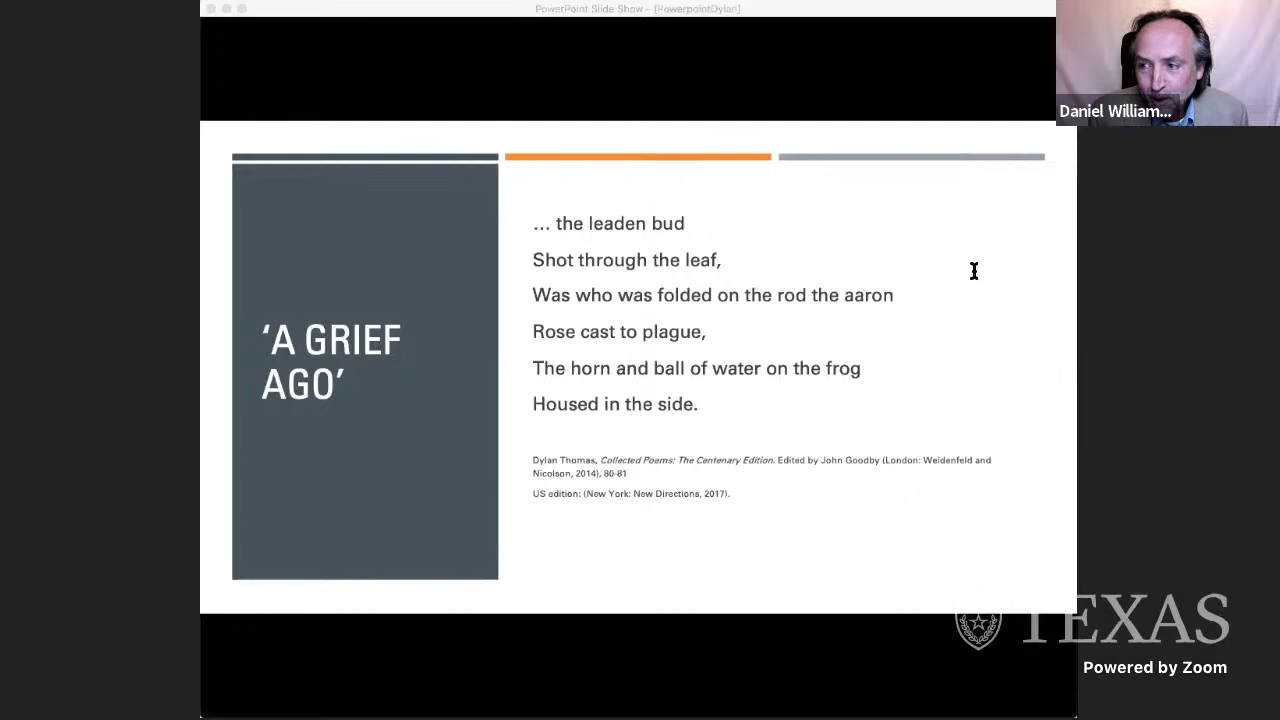 PowerPoint Slide Show – [PowerpointDylan]
Daniel William...
‘A GRIEF
AGO’
... the leaden bud
Shot through the leaf,
Was who was folded on the rod the aaron
Rose cast to plague,
The horn and ball of water on the frog
Housed in the side.
Dylan Thomas, Collected Poems: The Centenary Edition. Edited by John Goodby (London: Weidenfeld and
Nicolson, 2014), 80-81
US edition: (New York: New Directions, 2017).
TEXAS
Powered by Zoom